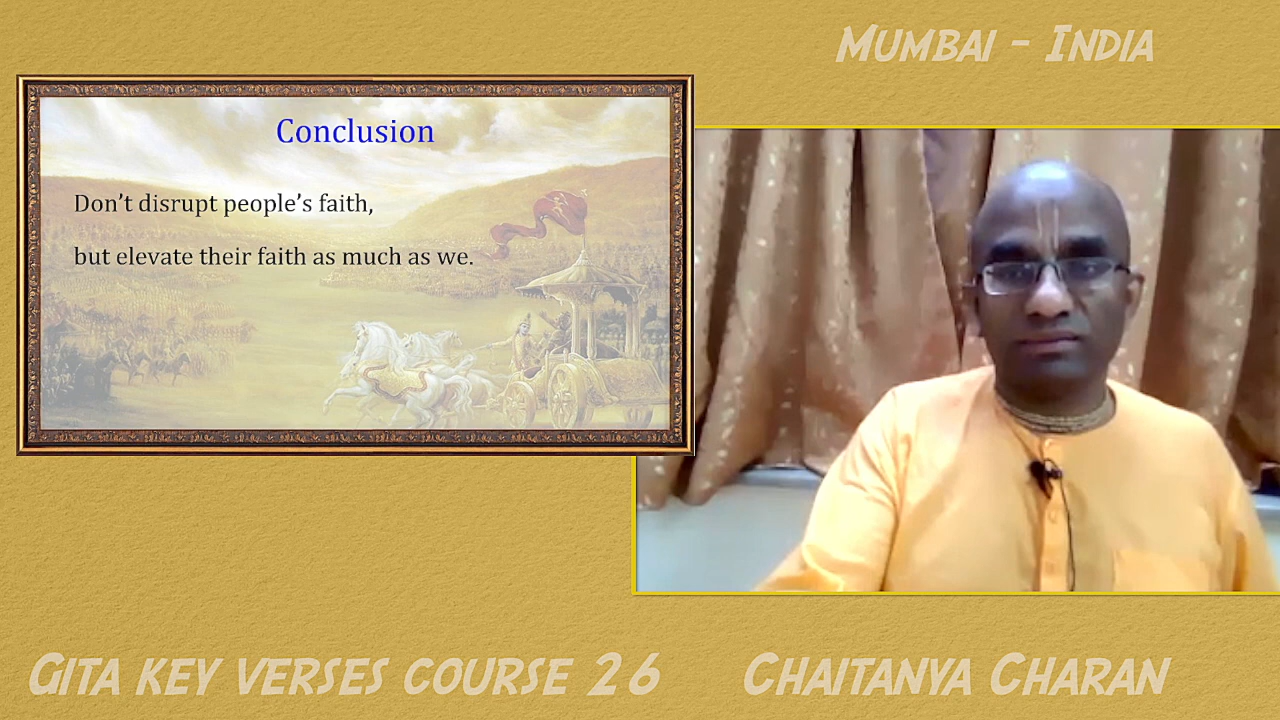 Mumbai - India
Conclusion
Don't disrupt people's faith,
but elevate their faith as much as we.
Gita key verses course 26
Chaitanya Charan